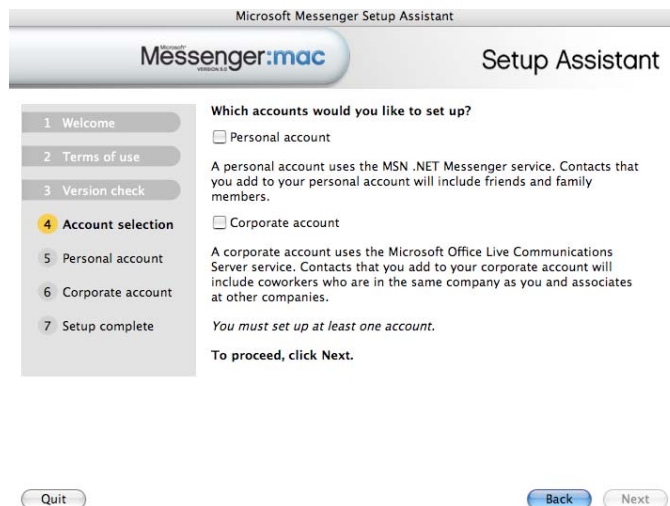 Microsoft Messenger Setup Assistant
Microsoft®
Messenger:mac
VERSION 5.0
Setup Assistant
1 Welcome
2 Terms of use
3 Version check
4 Account selection
5 Personal account
6 Corporate account
7 Setup complete
Which accounts would you like to set up?
Personal account
A personal account uses the MSN .NET Messenger service. Contacts that
you add to your personal account will include friends and family
members.
Corporate account
A corporate account uses the Microsoft Office Live Communications
Server service. Contacts that you add to your corporate account will
include coworkers who are in the same company as you and associates
at other companies.
You must set up at least one account.
To proceed, click Next.
Quit
Back
Next